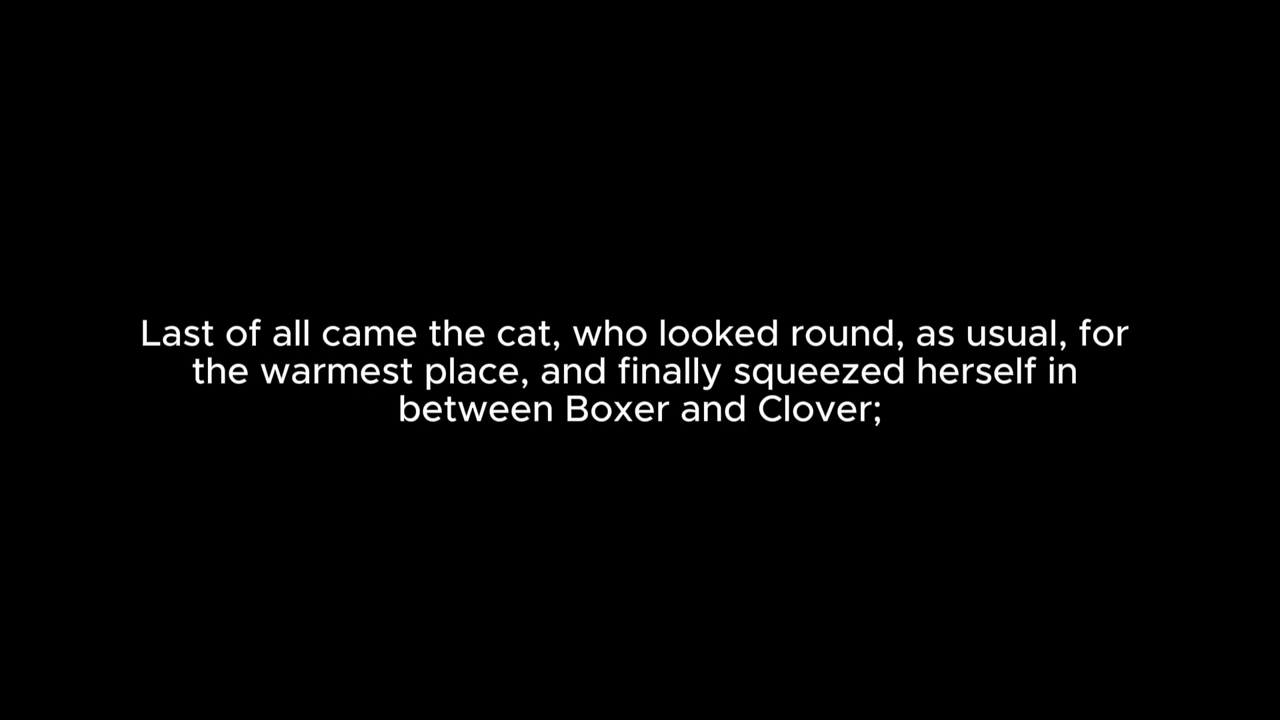 Last of all came the cat, who looked round, as usual, for
the warmest place, and finally squeezed herself in
between Boxer and Clover;